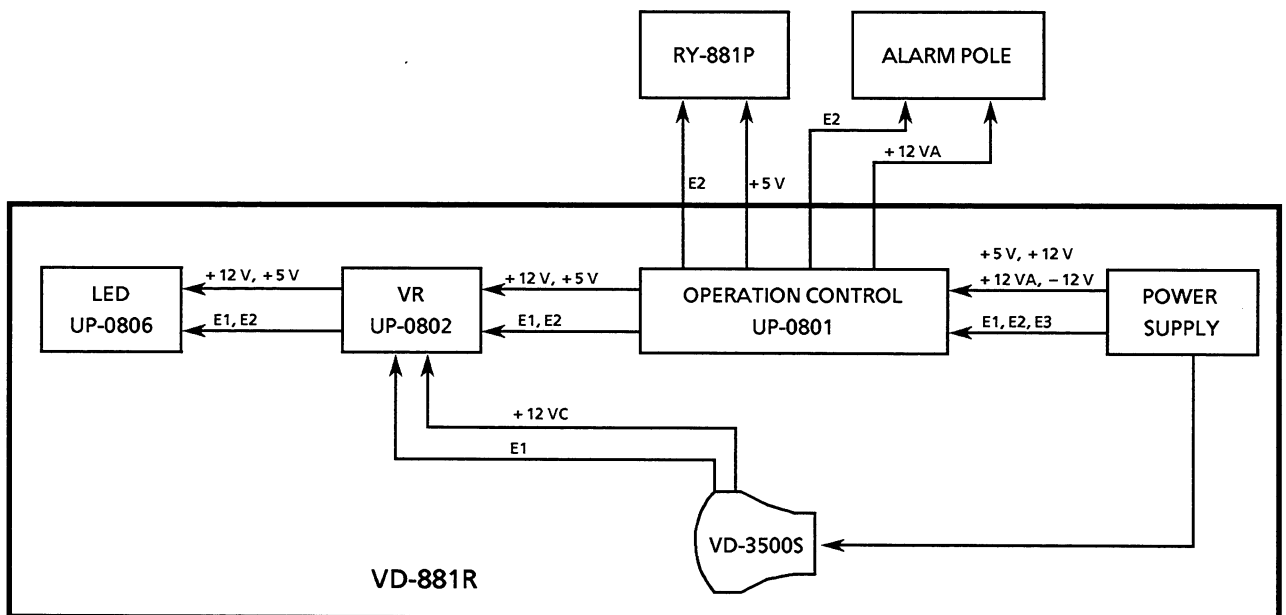 RY-881P
ALARM POLE
E2
+12 VA
E2
+5 V
+5 V, +12 V
+12 V, +5 V
+12 V, +5 V
+12 VA, −12 V
LED
UP-0806
VR
UP-0802
OPERATION CONTROL
UP-0801
POWER
SUPPLY
E1, E2
E1, E2
E1, E2, E3
+12 VC
E1
VD-3500S
VD-881R